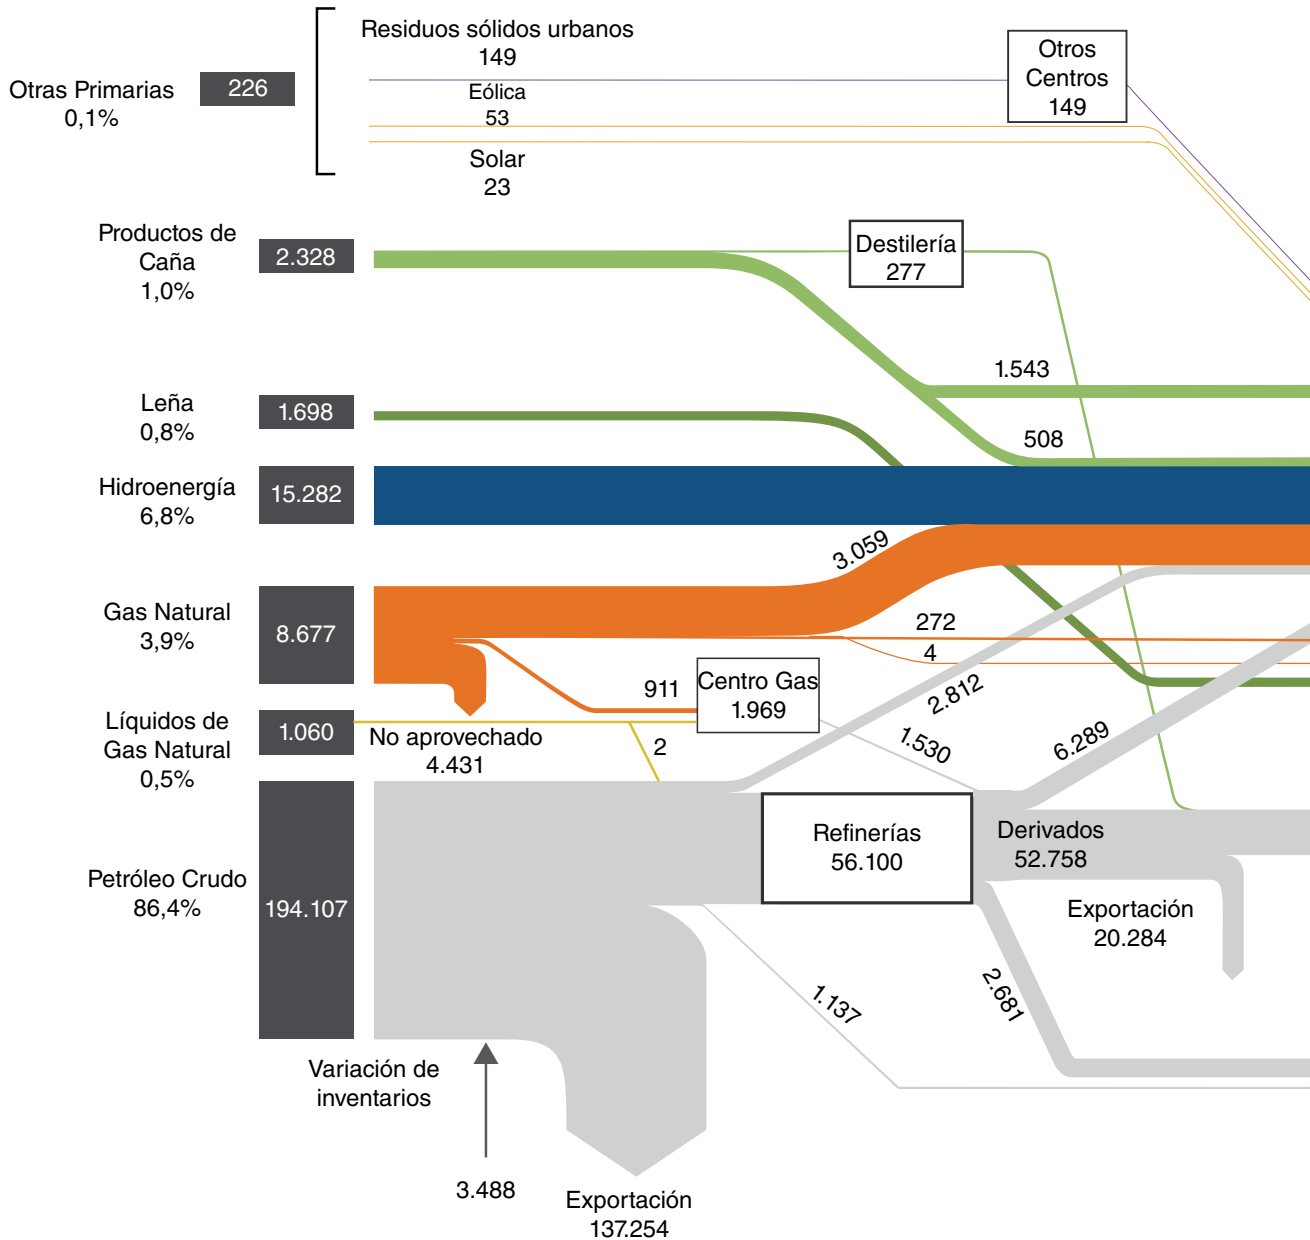 Otras Primarias
0,1%
226
Residuos sólidos urbanos
149
Eólica
53
Solar
23
Otros
Centros
149
Productos de
Caña
1,0%
2.328
Destilería
277
1.543
508
Leña
0,8%
1.698
Hidroenergía
6,8%
15.282
3.059
Gas Natural
3,9%
8.677
272
4
911
Centro Gas
1.969
2.812
Líquidos de
Gas Natural
0,5%
1.060
No aprovechado
4.431
2
1.530
6.289
Petróleo Crudo
86,4%
194.107
Refinerías
56.100
Derivados
52.758
Exportación
20.284
1.137
2.681
Variación de
inventarios
3.488
Exportación
137.254